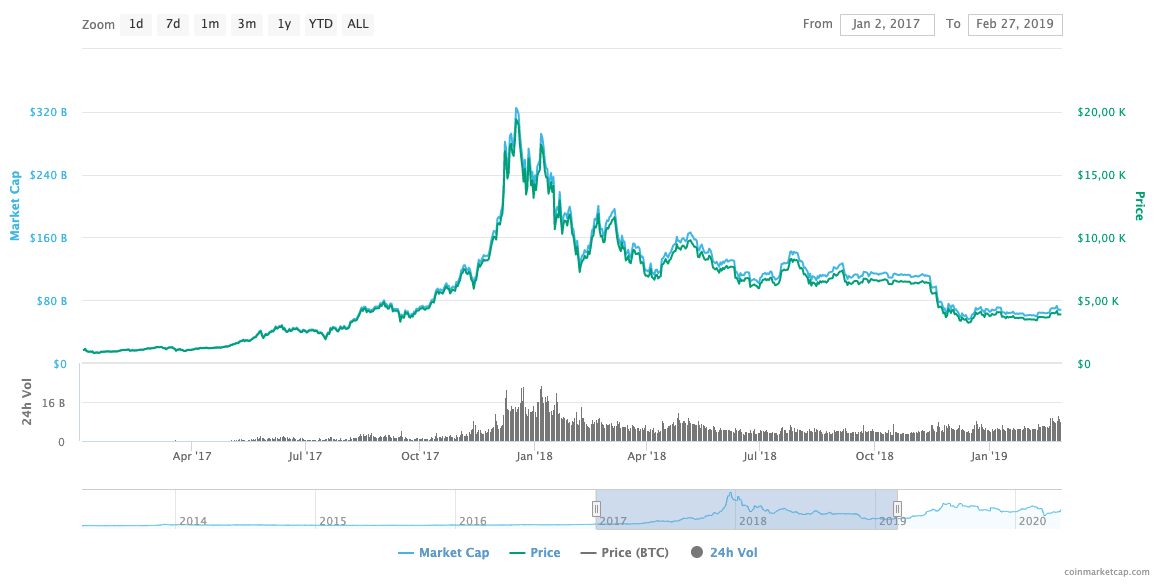 Zoom 1d 7d 1m 3m 1y YTD ALL From Jan 2, 2017 To Feb 27, 2019
$320 B $20,00 K
$240 B $15,00 K
Market Cap
Price
$160 B $10,00 K
$80 B $5,00 K
$0 $0
24h Vol
16 B
0
Apr '17 Jul '17 Oct '17 Jan '18 Apr '18 Jul '18 Oct '18 Jan '19
2014 2015 2016 2017 2018 2019 2020
Market Cap Price Price (BTC) 24h Vol
coinmarketcap.com